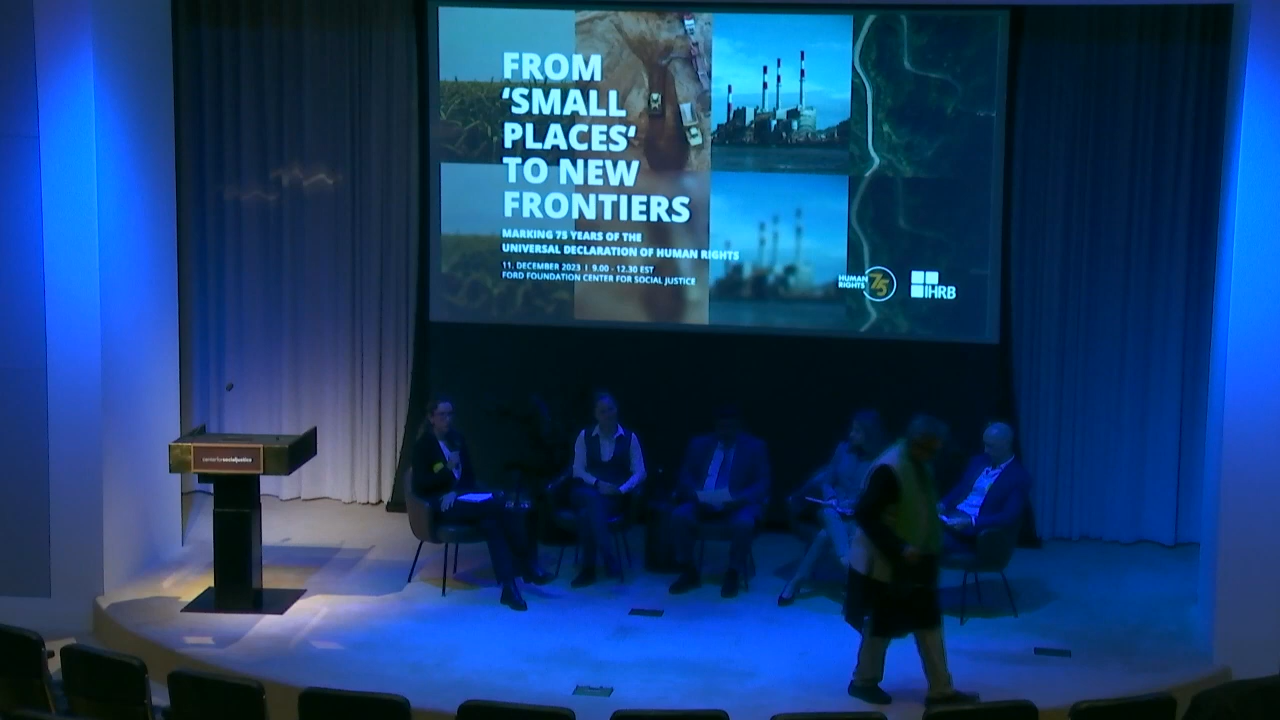 FROM
‘SMALL
PLACES‘
TO NEW
FRONTIERS
MARKING 75 YEARS OF THE
UNIVERSAL DECLARATION OF HUMAN RIGHTS
11. DECEMBER 2023 | 9.00 - 12.30 EST
FORD FOUNDATION CENTER FOR SOCIAL JUSTICE
HUMAN
RIGHTS 75
IHRB
centerforsocialjustice